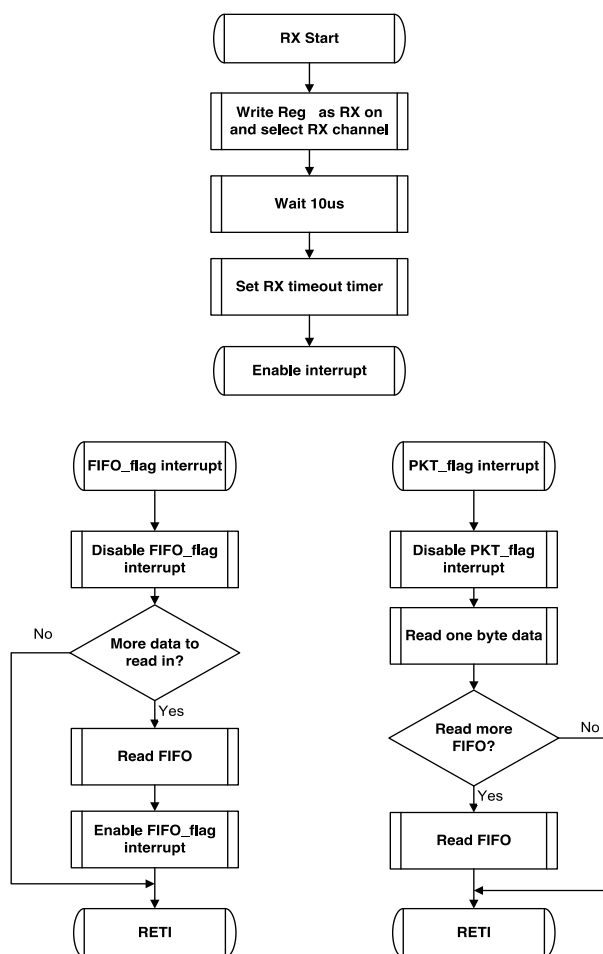 RX Start
Write Reg as RX on
and select RX channel
Wait 10us
Set RX timeout timer
Enable interrupt
FIFO_flag interrupt
Disable FIFO_flag
interrupt
No
More data to
read in?
Yes
Read FIFO
Enable FIFO_flag
interrupt
RETI
PKT_flag interrupt
Disable PKT_flag
interrupt
Read one byte data
Read more
FIFO?
No
Yes
Read FIFO
RETI